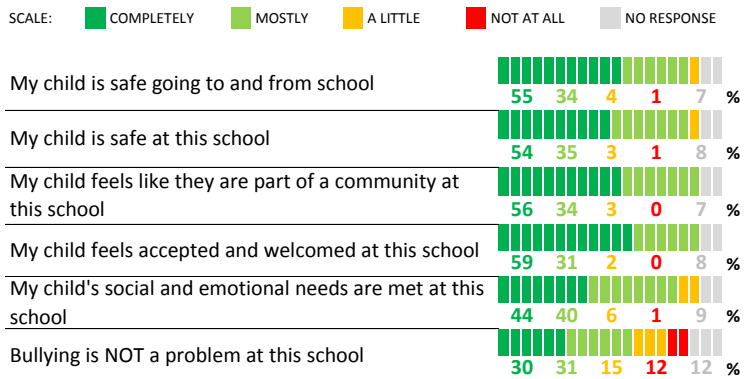 SCALE: COMPLETELY MOSTLY A LITTLE NOT AT ALL NO RESPONSE
My child is safe going to and from school
55 34 4 1 7 %
My child is safe at this school
54 35 3 1 8 %
My child feels like they are part of a community at
this school
56 34 3 0 7 %
My child feels accepted and welcomed at this school
59 31 2 0 8 %
My child's social and emotional needs are met at this
school
44 40 6 1 9 %
Bullying is NOT a problem at this school
30 31 15 12 12 %